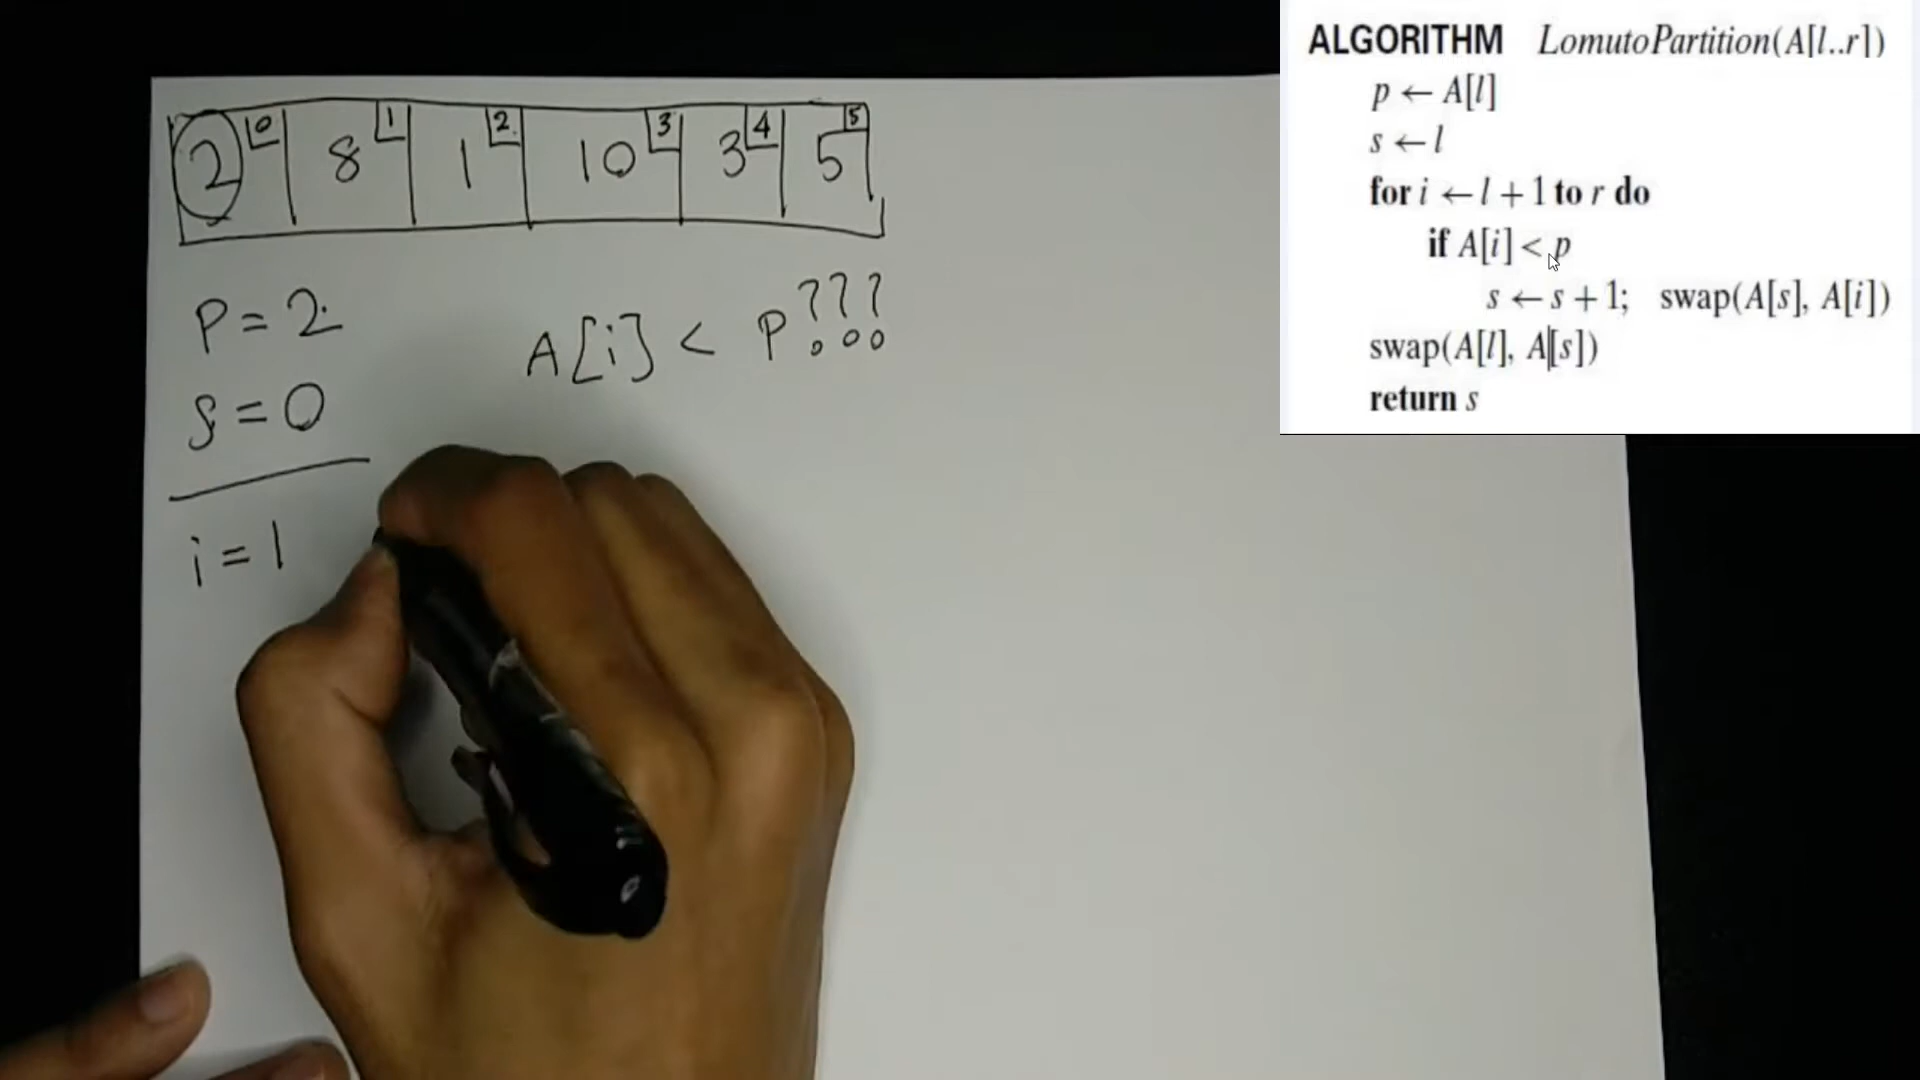 ALGORITHM LomutoPartition(A[l..r])
p ← A[l]
s ← l
for i ← l + 1 to r do
if A[i] < p
s ← s + 1; swap(A[s], A[i])
swap(A[l], A[s])
return s
0 1 2 3 4 5
2 8 1 10 3 5
P = 2
A[i] < P ???
S = 0
i = 1